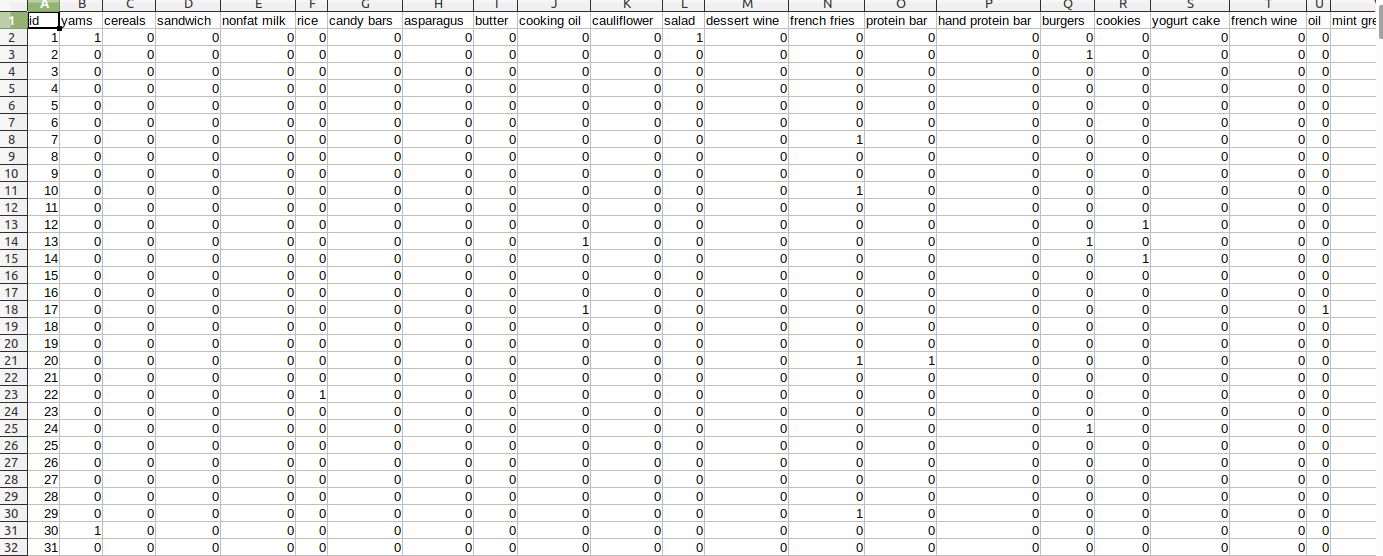 A B C D E F G H I J K L M N O P Q R S T U
1 id yams cereals sandwich nonfat milk rice candy bars asparagus butter cooking oil cauliflower salad dessert wine french fries protein bar hand protein bar burgers cookies yogurt cake french wine oil mint gre
2 1 1 0 0 0 0 0 0 0 0 0 1 0 0 0 0 0 0 0 0 0
3 2 0 0 0 0 0 0 0 0 0 0 0 0 0 0 0 1 0 0 0 0
4 3 0 0 0 0 0 0 0 0 0 0 0 0 0 0 0 0 0 0 0 0
5 4 0 0 0 0 0 0 0 0 0 0 0 0 0 0 0 0 0 0 0 0
6 5 0 0 0 0 0 0 0 0 0 0 0 0 0 0 0 0 0 0 0 0
7 6 0 0 0 0 0 0 0 0 0 0 0 0 0 0 0 0 0 0 0 0
8 7 0 0 0 0 0 0 0 0 0 0 0 0 1 0 0 0 0 0 0 0
9 8 0 0 0 0 0 0 0 0 0 0 0 0 0 0 0 0 0 0 0 0
10 9 0 0 0 0 0 0 0 0 0 0 0 0 0 0 0 0 0 0 0 0
11 10 0 0 0 0 0 0 0 0 0 0 0 0 1 0 0 0 0 0 0 0
12 11 0 0 0 0 0 0 0 0 0 0 0 0 0 0 0 0 0 0 0 0
13 12 0 0 0 0 0 0 0 0 0 0 0 0 0 0 0 0 1 0 0 0
14 13 0 0 0 0 0 0 0 0 1 0 0 0 0 0 0 1 0 0 0 0
15 14 0 0 0 0 0 0 0 0 0 0 0 0 0 0 0 0 1 0 0 0
16 15 0 0 0 0 0 0 0 0 0 0 0 0 0 0 0 0 0 0 0 0
17 16 0 0 0 0 0 0 0 0 0 0 0 0 0 0 0 0 0 0 0 0
18 17 0 0 0 0 0 0 0 0 1 0 0 0 0 0 0 0 0 0 0 1
19 18 0 0 0 0 0 0 0 0 0 0 0 0 0 0 0 0 0 0 0 0
20 19 0 0 0 0 0 0 0 0 0 0 0 0 0 0 0 0 0 0 0 0
21 20 0 0 0 0 0 0 0 0 0 0 0 0 1 1 0 0 0 0 0 0
22 21 0 0 0 0 0 0 0 0 0 0 0 0 0 0 0 0 0 0 0 0
23 22 0 0 0 0 1 0 0 0 0 0 0 0 0 0 0 0 0 0 0 0
24 23 0 0 0 0 0 0 0 0 0 0 0 0 0 0 0 0 0 0 0 0
25 24 0 0 0 0 0 0 0 0 0 0 0 0 0 0 0 1 0 0 0 0
26 25 0 0 0 0 0 0 0 0 0 0 0 0 0 0 0 0 0 0 0 0
27 26 0 0 0 0 0 0 0 0 0 0 0 0 0 0 0 0 0 0 0 0
28 27 0 0 0 0 0 0 0 0 0 0 0 0 0 0 0 0 0 0 0 0
29 28 0 0 0 0 0 0 0 0 0 0 0 0 0 0 0 0 0 0 0 0
30 29 0 0 0 0 0 0 0 0 0 0 0 0 1 0 0 0 0 0 0 0
31 30 1 0 0 0 0 0 0 0 0 0 0 0 0 0 0 0 0 0 0 0
32 31 0 0 0 0 0 0 0 0 0 0 0 0 0 0 0 0 0 0 0 0